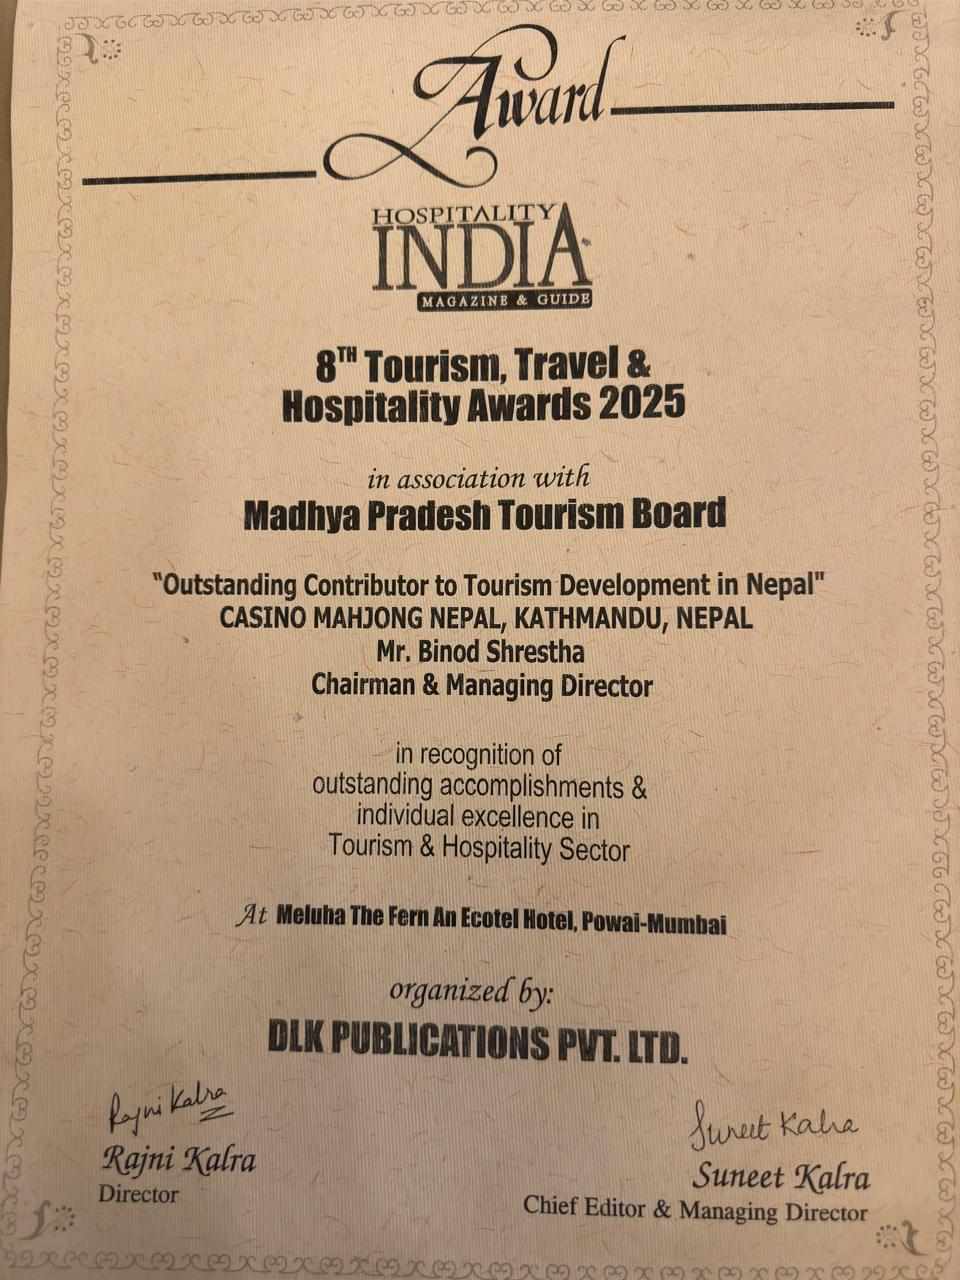 Award
HOSPITALITY
INDIA
MAGAZINE & GUIDE
8TH Tourism, Travel &
Hospitality Awards 2025
in association with
Madhya Pradesh Tourism Board
"Outstanding Contributor to Tourism Development in Nepal"
CASINO MAHJONG NEPAL, KATHMANDU, NEPAL
Mr. Binod Shrestha
Chairman & Managing Director
in recognition of
outstanding accomplishments &
individual excellence in
Tourism & Hospitality Sector
At Meluha The Fern An Ecotel Hotel, Powai-Mumbai
organized by:
DLK PUBLICATIONS PVT. LTD.
Rajni Kalra
Rajni Kalra
Director
Suneet Kalra
Suneet Kalra
Chief Editor & Managing Director